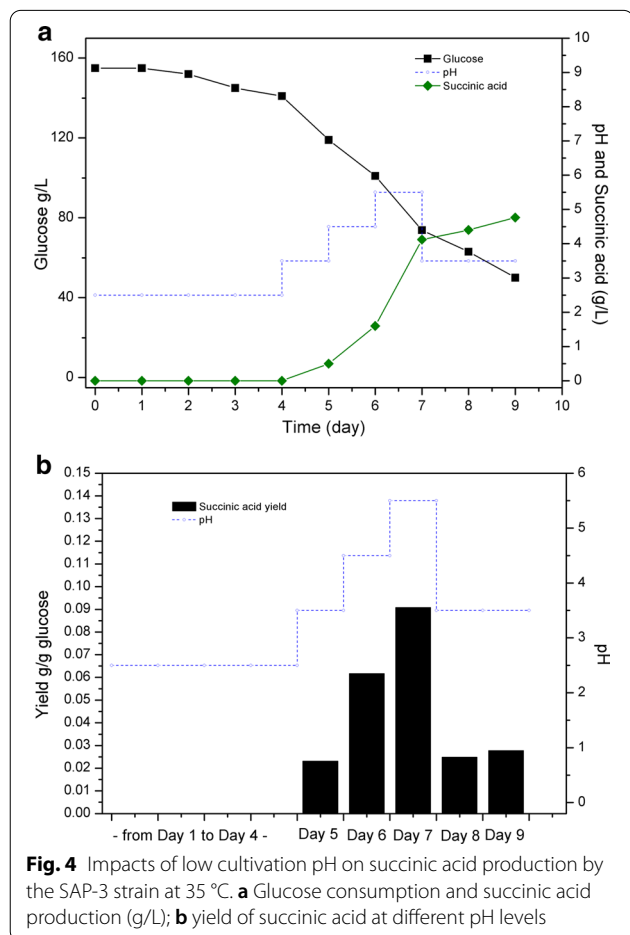 a
160
120
80
40
0
Glucose g/L
Glucose
pH
Succinic acid
10
9
8
7
6
5
4
3
2
1
0
pH and Succinic acid (g/L)
0 1 2 3 4 5 6 7 8 9 10
Time (day)
b
0.15
0.14
0.13
0.12
0.11
0.10
0.09
0.08
0.07
0.06
0.05
0.04
0.03
0.02
0.01
0.00
Yield g/g glucose
Succinic acid yield
pH
6
5
4
3
2
1
0
pH
- from Day 1 to Day 4 - Day 5 Day 6 Day 7 Day 8 Day 9
Fig. 4 Impacts of low cultivation pH on succinic acid production by
the SAP-3 strain at 35 °C. a Glucose consumption and succinic acid
production (g/L); b yield of succinic acid at different pH levels